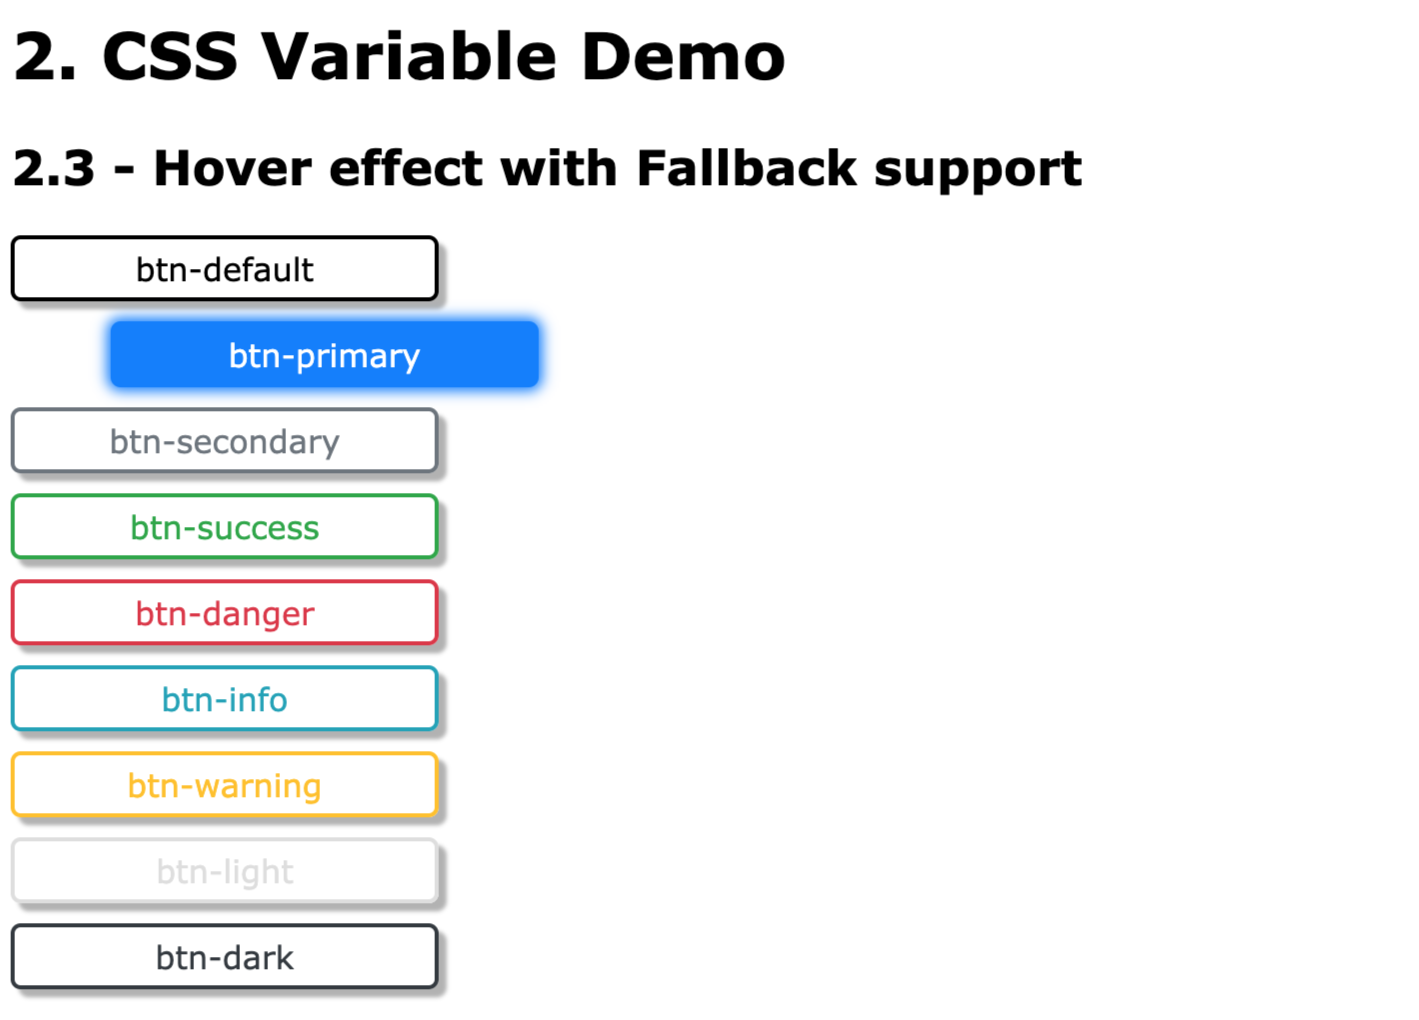 2. CSS Variable Demo
2.3 - Hover effect with Fallback support
btn-default
btn-primary
btn-secondary
btn-success
btn-danger
btn-info
btn-warning
btn-light
btn-dark